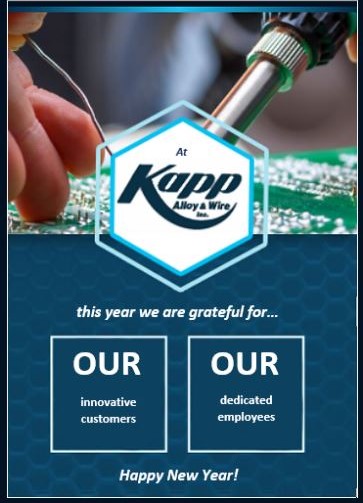 At
Kapp
Alloy & Wire
Inc.
this year we are grateful for...
OUR
innovative
customers
OUR
dedicated
employees
Happy New Year!